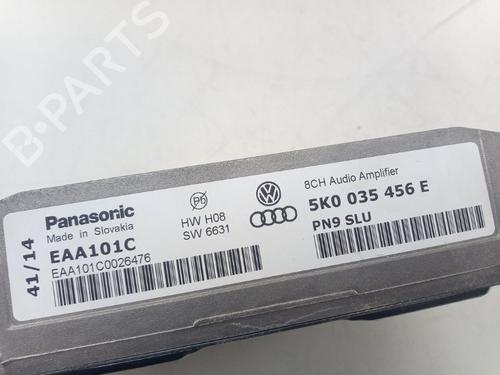 B-PARTS
Panasonic
Made in Slovakia
EAA101C
EAA101C0026476
41/14
Pb
HW H08
SW 6631
8CH Audio Amplifier
5K0 035 456 E
PN9 SLU